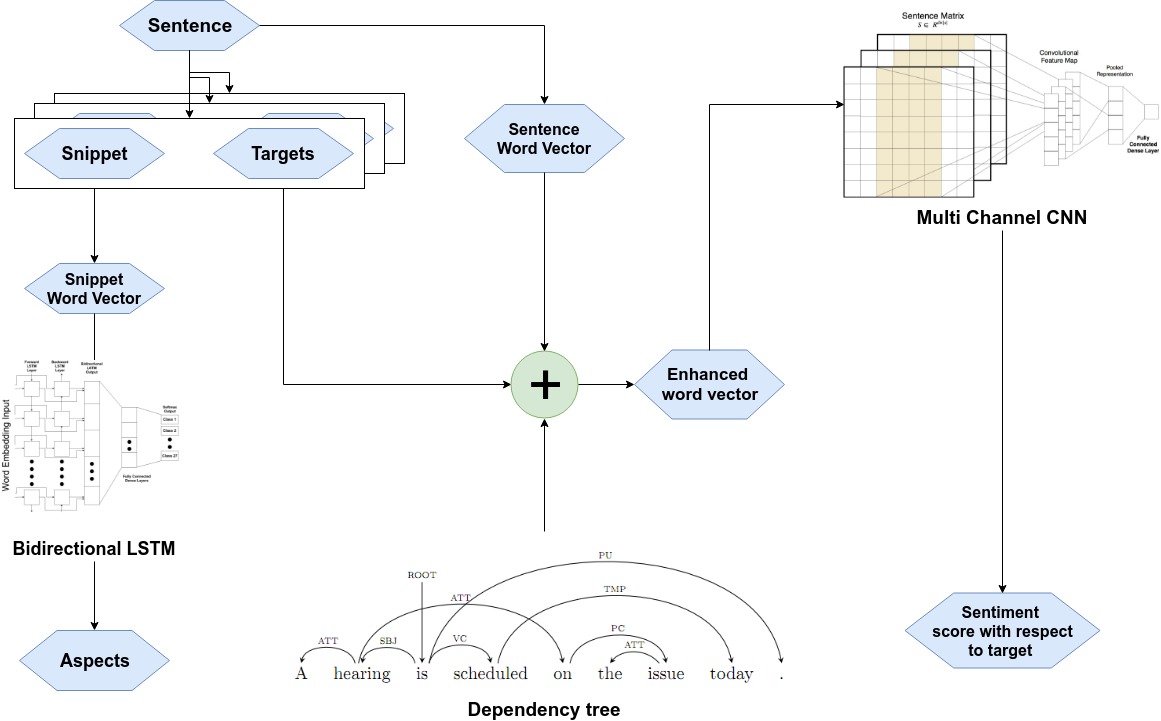 Sentence
Sentence Matrix
S ∈ R
Convolutional
Feature Map
Pooled
Representation
Fully
Connected
Dense Layer
Snippet
Targets
Sentence
Word Vector
Multi Channel CNN
Snippet
Word Vector
Forward
LSTM
Layer
Backward
LSTM
Layer
Bidirectional
LSTM
Output
Word Embedding Input
Softmax
Output
Class 1
Class 2
Class 27
Fully Connected
Dense Layers
+
Enhanced
word vector
Bidirectional LSTM
Aspects
PU
ROOT
TMP
ATT
PC
ATT
SBJ
VC
ATT
A hearing is scheduled on the issue today .
Dependency tree
Sentiment
score with respect
to target